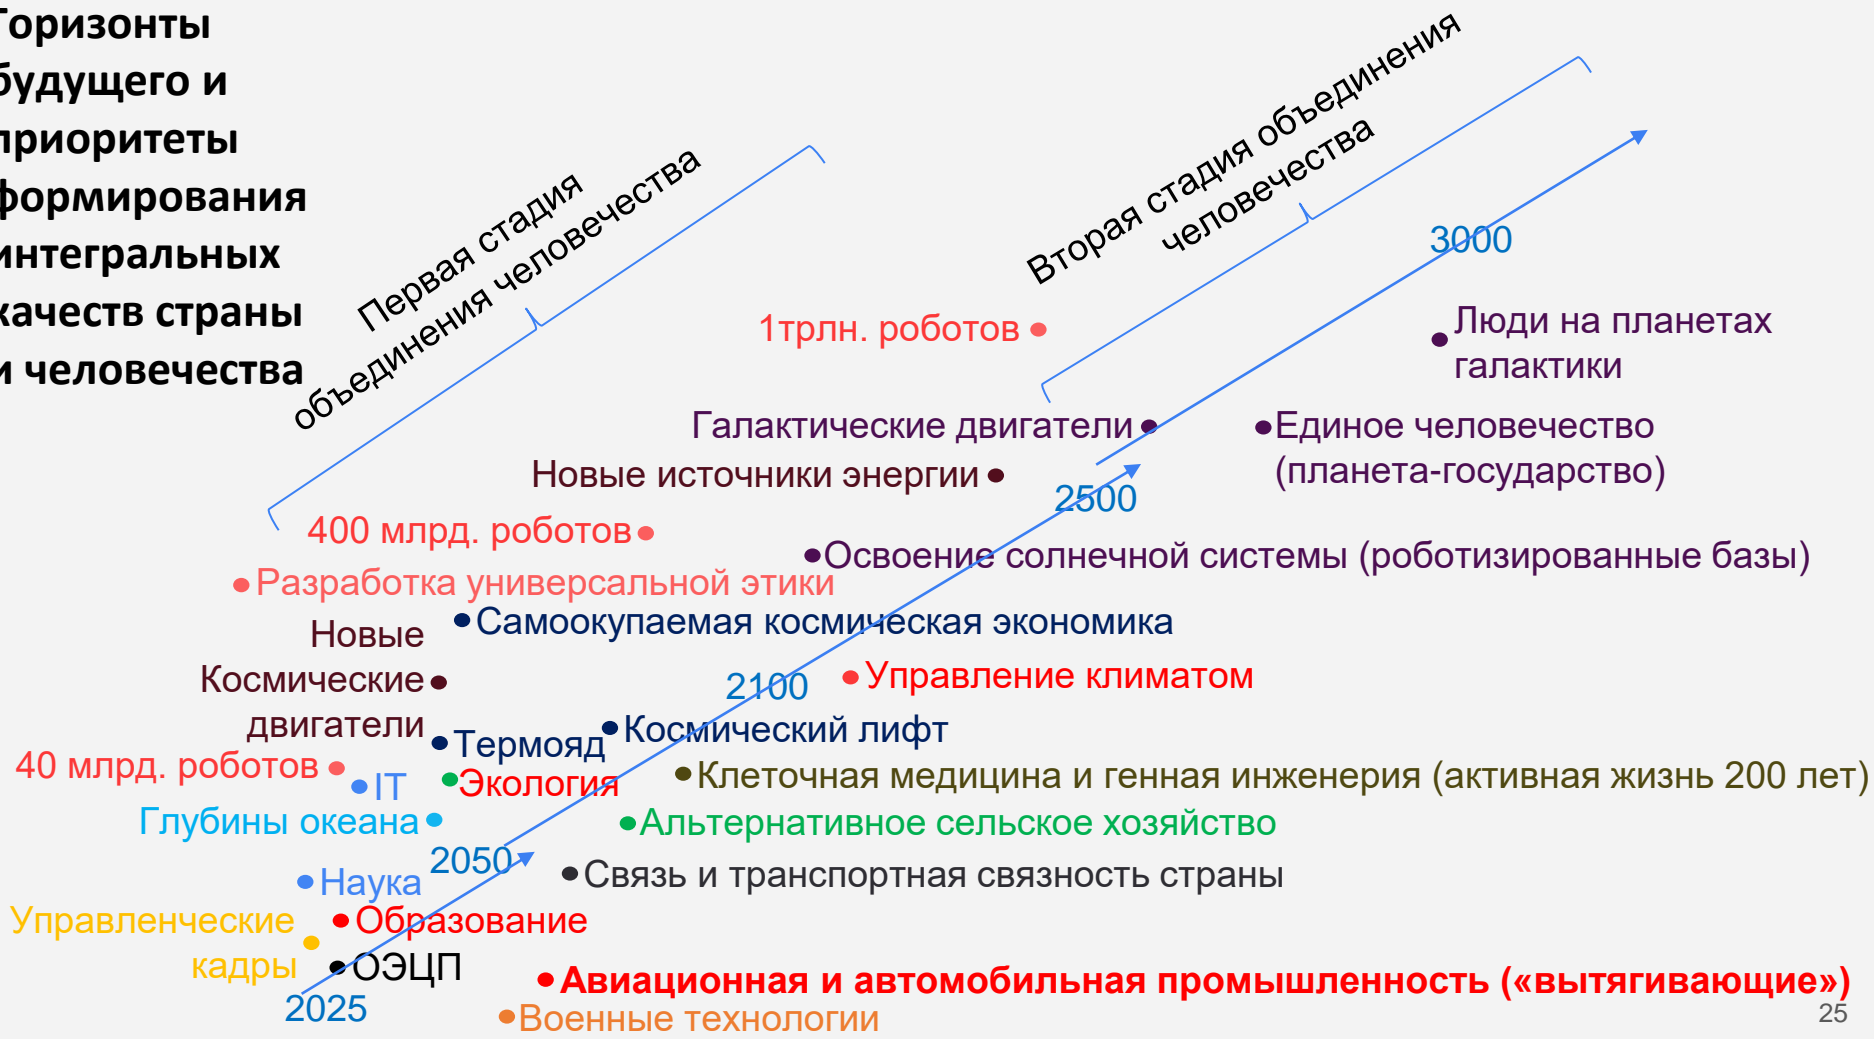 Горизонты
будущего и
приоритеты
формирования
интегральных
качеств страны
и человечества
Первая стадия
объединения человечества
Вторая стадия объединения
человечества
3000
1трлн. роботов
Люди на планетах
галактики
Галактические двигатели
Единое человечество
(планета-государство)
Новые источники энергии
2500
400 млрд. роботов
Освоение солнечной системы (роботизированные базы)
Разработка универсальной этики
Самоокупаемая космическая экономика
Новые
Космические
двигатели
Управление климатом
2100
Космический лифт
Термояд
40 млрд. роботов
IT
Экология
Клеточная медицина и генная инженерия (активная жизнь 200 лет)
Глубины океана
Альтернативное сельское хозяйство
2050
Наука
Связь и транспортная связность страны
Управленческие
кадры
Образование
ОЭЦП
Авиационная и автомобильная промышленность («вытягивающие»)
2025
Военные технологии
25